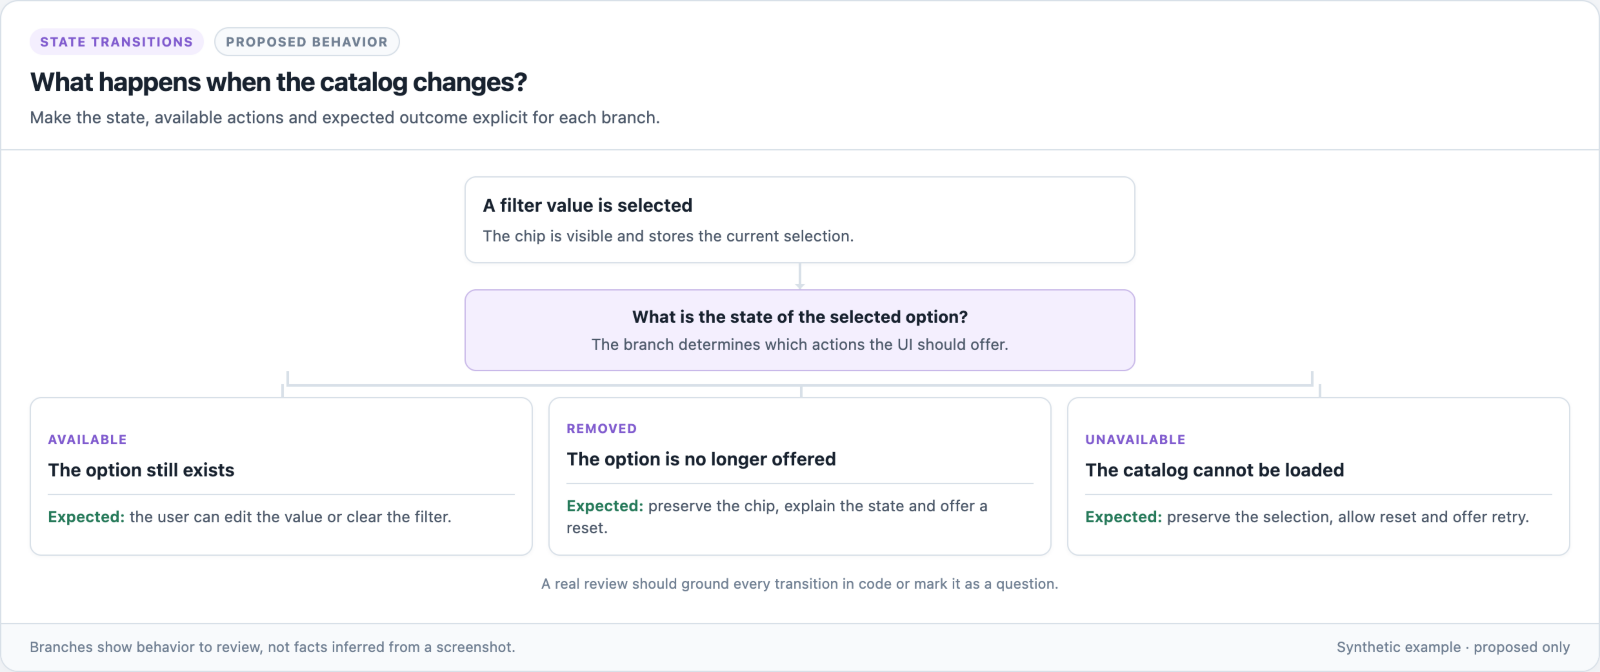 STATE TRANSITIONS
PROPOSED BEHAVIOR
What happens when the catalog changes?
Make the state, available actions and expected outcome explicit for each branch.
A filter value is selected
The chip is visible and stores the current selection.
What is the state of the selected option?
The branch determines which actions the UI should offer.
AVAILABLE
The option still exists
Expected: the user can edit the value or clear the filter.
REMOVED
The option is no longer offered
Expected: preserve the chip, explain the state and offer a
reset.
UNAVAILABLE
The catalog cannot be loaded
Expected: preserve the selection, allow reset and offer retry.
A real review should ground every transition in code or mark it as a question.
Branches show behavior to review, not facts inferred from a screenshot.
Synthetic example · proposed only